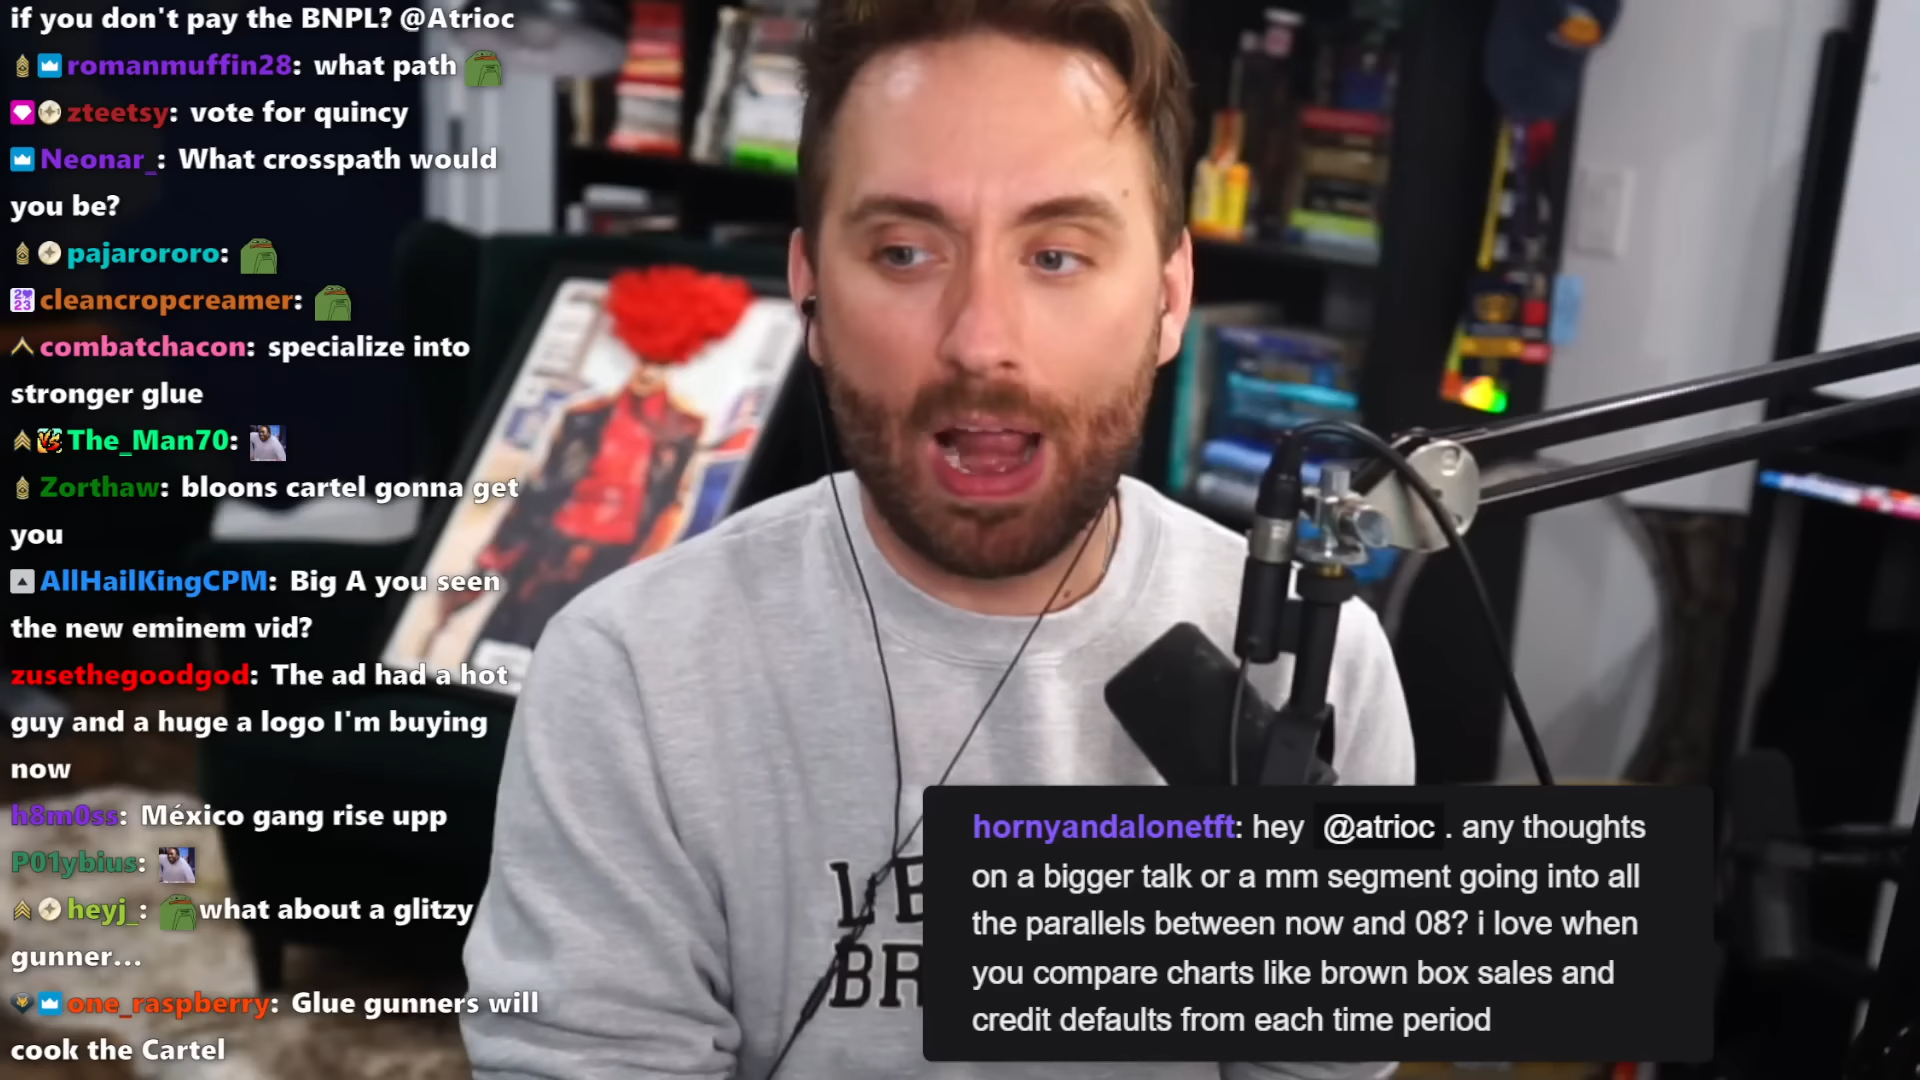 if you don't pay the BNPL? @Atrioc
romanmuffin28: what path
zteetsy: vote for quincy
Neonar_: What crosspath would
you be?
pajarororo:
cleancropcreamer:
combatchacon: specialize into
stronger glue
The_Man70:
Zorthaw: bloons cartel gonna get
you
AllHailKingCPM: Big A you seen
the new eminem vid?
zusethegoodgod: The ad had a hot
guy and a huge a logo I'm buying
now
h8m0ss: México gang rise upp
P01ybius:
heyj_: what about a glitzy
gunner...
one_raspberry: Glue gunners will
cook the Cartel
LE
BR
hornyandalonetft: hey @atrioc . any thoughts
on a bigger talk or a mm segment going into all
the parallels between now and 08? i love when
you compare charts like brown box sales and
credit defaults from each time period